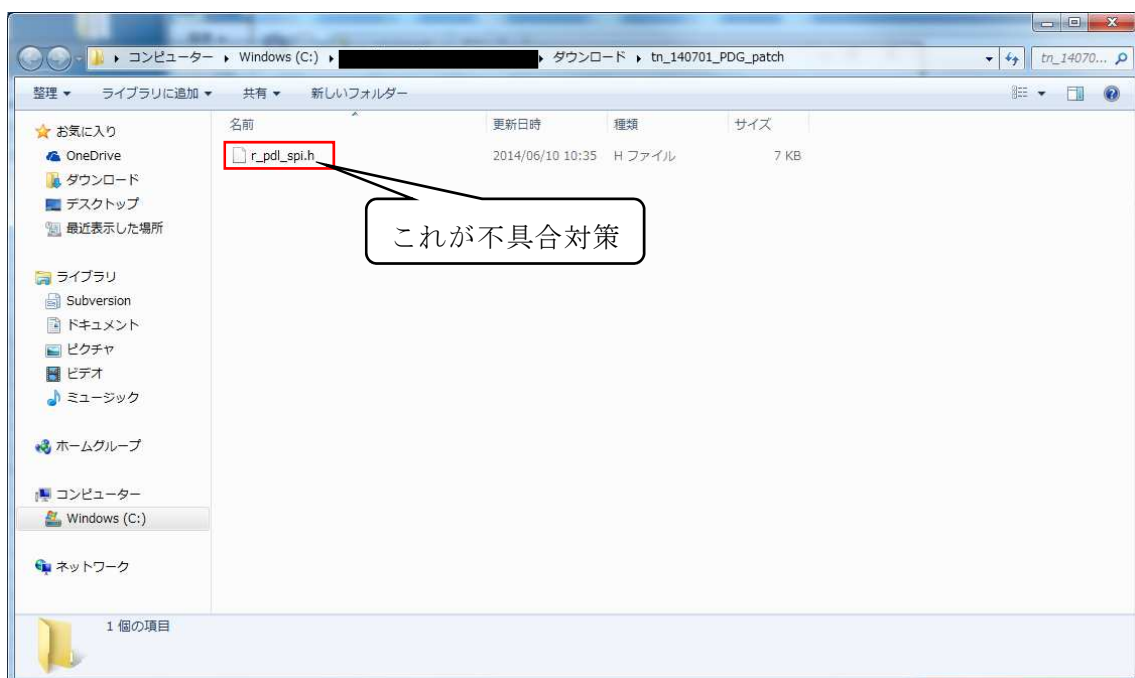 コンピューター ▸ Windows (C:) ▸ ▸ ダウンロード ▸ tn_140701_PDG_patch
tn_14070...
整理 ライブラリに追加 共有 新しいフォルダー
名前 更新日時 種類 サイズ
r_pdl_spi.h 2014/06/10 10:35 H ファイル 7 KB
これが不具合対策
お気に入り
OneDrive
ダウンロード
デスクトップ
最近表示した場所
ライブラリ
Subversion
ドキュメント
ピクチャ
ビデオ
ミュージック
ホームグループ
コンピューター
Windows (C:)
ネットワーク
1 個の項目